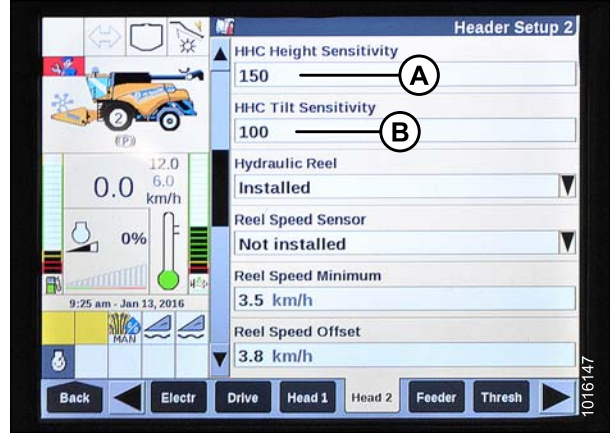 Header Setup 2
HHC Height Sensitivity
150
A
HHC Tilt Sensitivity
100
B
Hydraulic Reel
Installed
Reel Speed Sensor
Not installed
Reel Speed Minimum
3.5 km/h
Reel Speed Offset
3.8 km/h
2
(P)
0.0
12.0
6.0
km/h
0%
9:25 am - Jan 13, 2016
MAN
Back
Electr
Drive
Head 1
Head 2
Feeder
Thresh
1016147